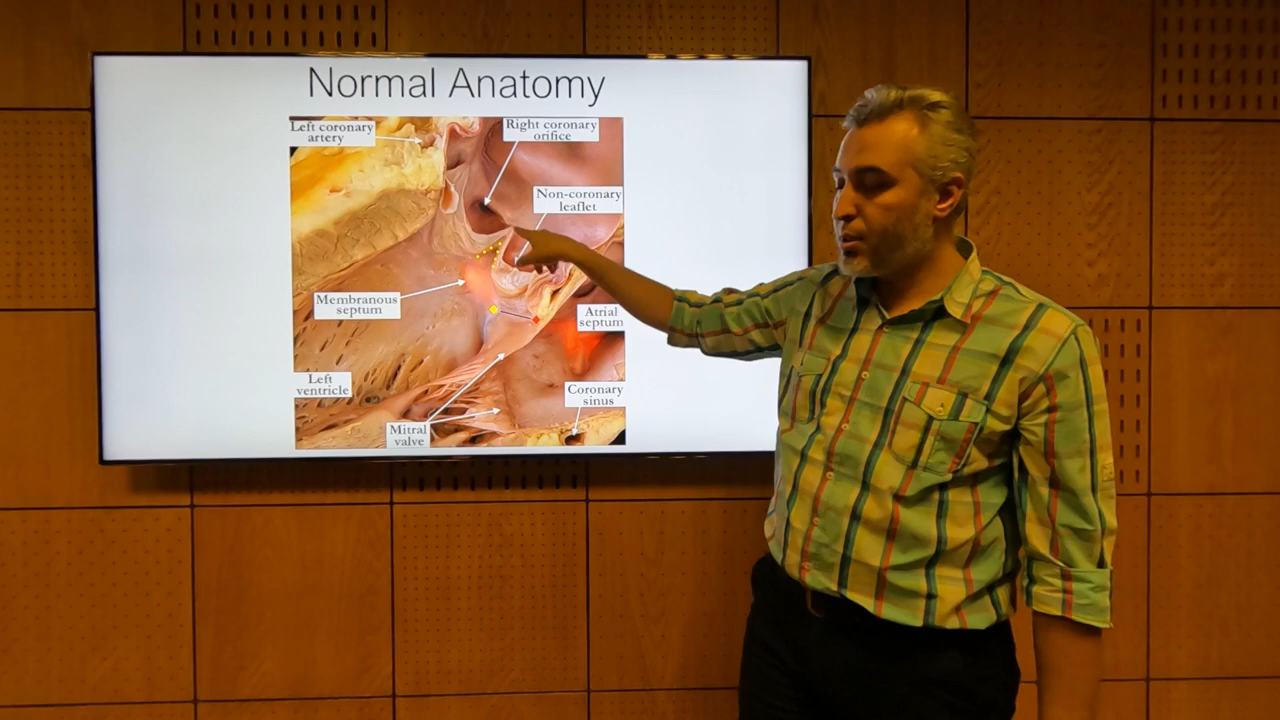 Normal Anatomy
Left coronary
artery
Right coronary
orifice
Non-coronary
leaflet
Membranous
septum
Atrial
septum
Left
ventricle
Coronary
sinus
Mitral
valve